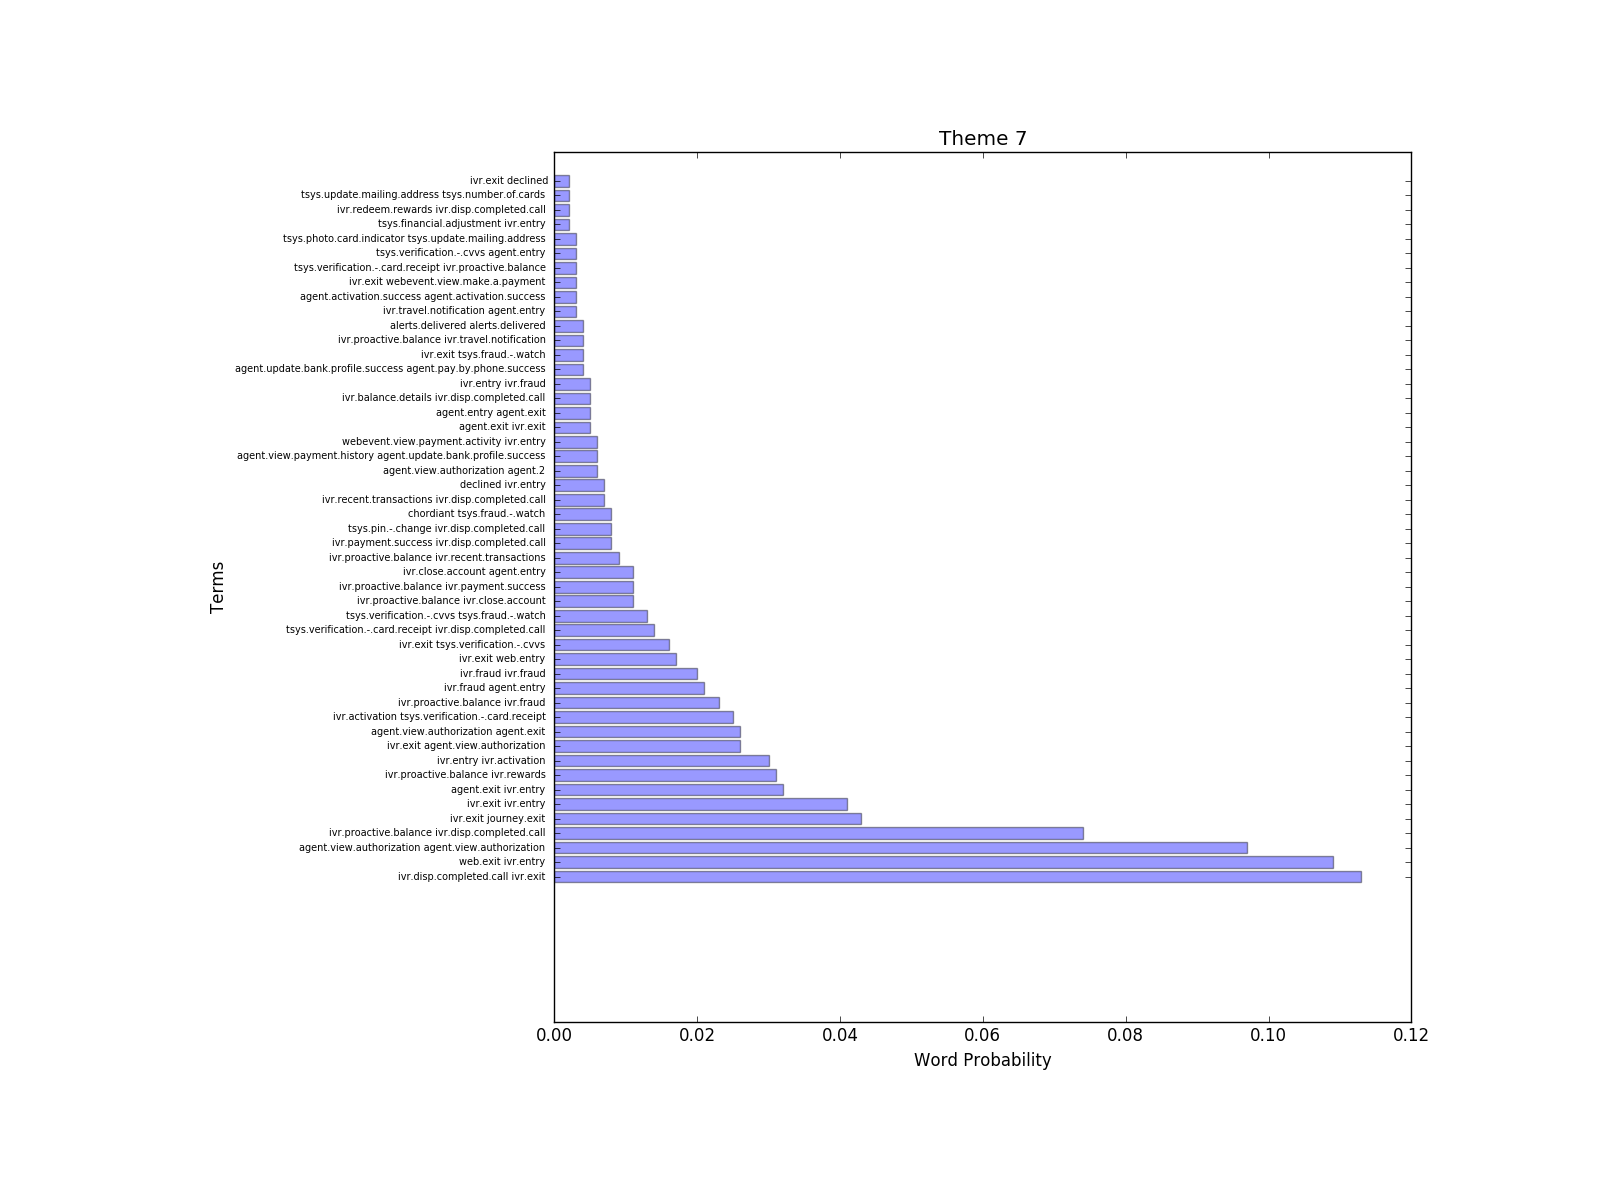 Theme 7
ivr.exit declined
tsys.update.mailing.address tsys.number.of.cards
ivr.redeem.rewards ivr.disp.completed.call
tsys.financial.adjustment ivr.entry
tsys.photo.card.indicator tsys.update.mailing.address
tsys.verification.-.cvvs agent.entry
tsys.verification.-.card.receipt ivr.proactive.balance
ivr.exit webevent.view.make.a.payment
agent.activation.success agent.activation.success
ivr.travel.notification agent.entry
alerts.delivered alerts.delivered
ivr.proactive.balance ivr.travel.notification
ivr.exit tsys.fraud.-.watch
agent.update.bank.profile.success agent.pay.by.phone.success
ivr.entry ivr.fraud
ivr.balance.details ivr.disp.completed.call
agent.entry agent.exit
agent.exit ivr.exit
webevent.view.payment.activity ivr.entry
agent.view.payment.history agent.update.bank.profile.success
agent.view.authorization agent.2
declined ivr.entry
ivr.recent.transactions ivr.disp.completed.call
chordiant tsys.fraud.-.watch
tsys.pin.-.change ivr.disp.completed.call
ivr.payment.success ivr.disp.completed.call
ivr.proactive.balance ivr.recent.transactions
ivr.close.account agent.entry
ivr.proactive.balance ivr.payment.success
ivr.proactive.balance ivr.close.account
tsys.verification.-.cvvs tsys.fraud.-.watch
tsys.verification.-.card.receipt ivr.disp.completed.call
ivr.exit tsys.verification.-.cvvs
ivr.exit web.entry
ivr.fraud ivr.fraud
ivr.fraud agent.entry
ivr.proactive.balance ivr.fraud
ivr.activation tsys.verification.-.card.receipt
agent.view.authorization agent.exit
ivr.exit agent.view.authorization
ivr.entry ivr.activation
ivr.proactive.balance ivr.rewards
agent.exit ivr.entry
ivr.exit ivr.entry
ivr.exit journey.exit
ivr.proactive.balance ivr.disp.completed.call
agent.view.authorization agent.view.authorization
web.exit ivr.entry
ivr.disp.completed.call ivr.exit
Terms
0.00 0.02 0.04 0.06 0.08 0.10 0.12
Word Probability